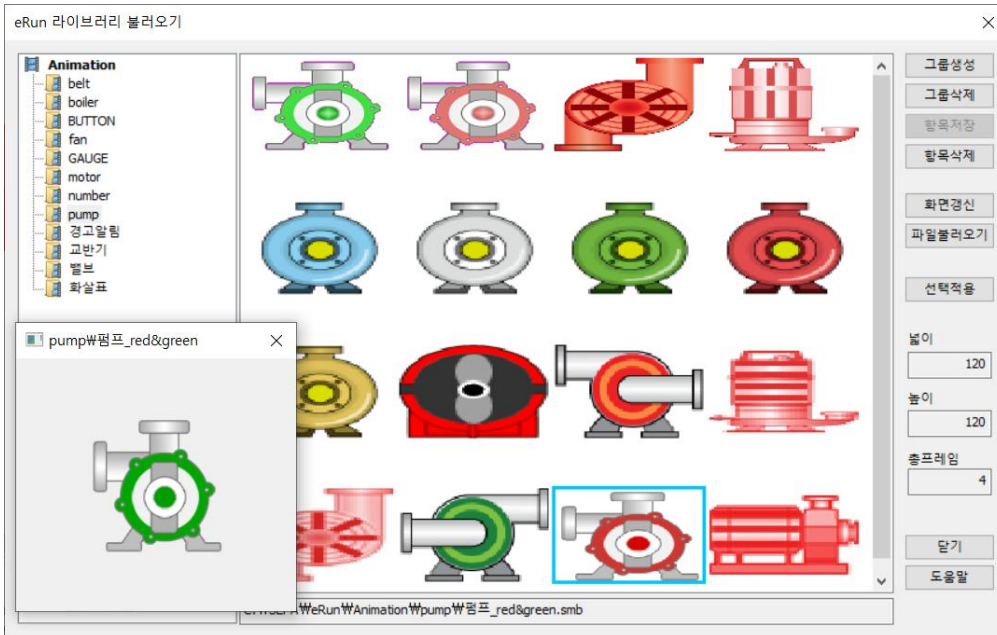 eRun 라이브러리 불러오기
Animation
belt
boiler
BUTTON
fan
GAUGE
motor
number
pump
경고알림
교반기
밸브
화살표
pump₩펌프_red&green
그룹생성
그룹삭제
항목저장
항목삭제
화면갱신
파일불러오기
선택적용
넓이
120
높이
120
총프레임
4
닫기
도움말
₩eRun₩Animation₩pump₩펌프_red&green.smb